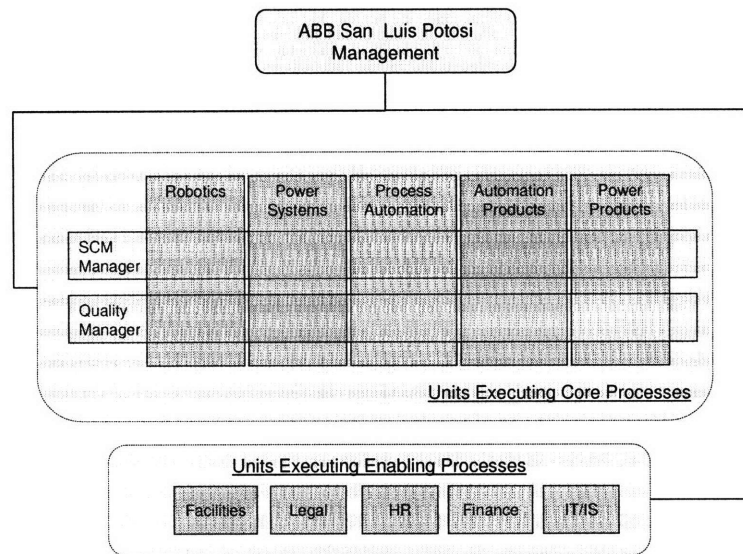 ABB San Luis Potosi
Management
Robotics
Power
Systems
Process
Automation
Automation
Products
Power
Products
SCM
Manager
Quality
Manager
Units Executing Core Processes
Units Executing Enabling Processes
Facilities
Legal
HR
Finance
IT/IS